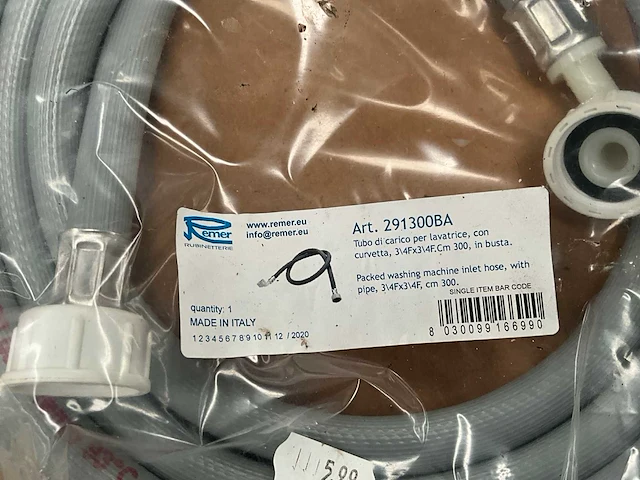 Remer
RUBINETTERIE
www.remer.eu
info@remer.eu
Art. 291300BA
Tubo di carico per lavatrice, con
curvetta, 3\4Fx3\4F.Cm 300, in busta.
Packed washing machine inlet hose, with
pipe, 3\4Fx3\4F, cm 300.
SINGLE ITEM BAR CODE
quantity: 1
MADE IN ITALY
1 2 3 4 5 6 7 8 9 10 11 12 / 2020
8 030099 166990
5,99